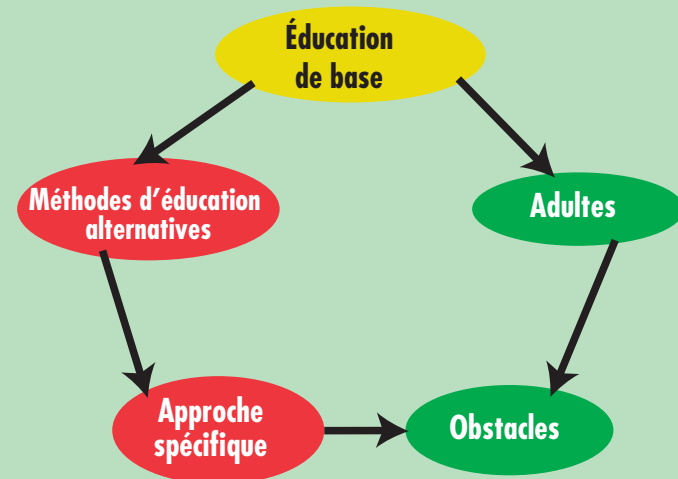 Éducation
de base
Méthodes d'éducation
alternatives
Adultes
Approche
spécifique
Obstacles